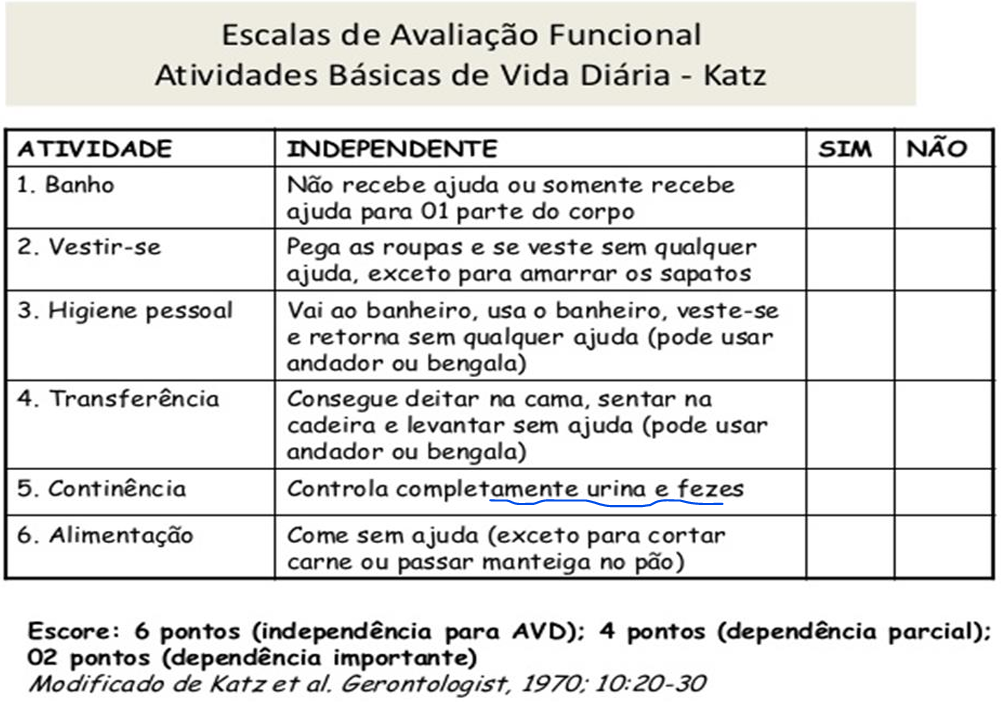 Escalas de Avaliação Funcional
Atividades Básicas de Vida Diária - Katz
ATIVIDADE INDEPENDENTE SIM NÃO
1. Banho Não recebe ajuda ou somente recebe
ajuda para 01 parte do corpo
2. Vestir-se Pega as roupas e se veste sem qualquer
ajuda, exceto para amarrar os sapatos
3. Higiene pessoal Vai ao banheiro, usa o banheiro, veste-se
e retorna sem qualquer ajuda (pode usar
andador ou bengala)
4. Transferência Consegue deitar na cama, sentar na
cadeira e levantar sem ajuda (pode usar
andador ou bengala)
5. Continência Controla completamente urina e fezes
6. Alimentação Come sem ajuda (exceto para cortar
carne ou passar manteiga no pão)
Escore: 6 pontos (independência para AVD); 4 pontos (dependência parcial);
02 pontos (dependência importante)
Modificado de Katz et al. Gerontologist, 1970; 10:20-30